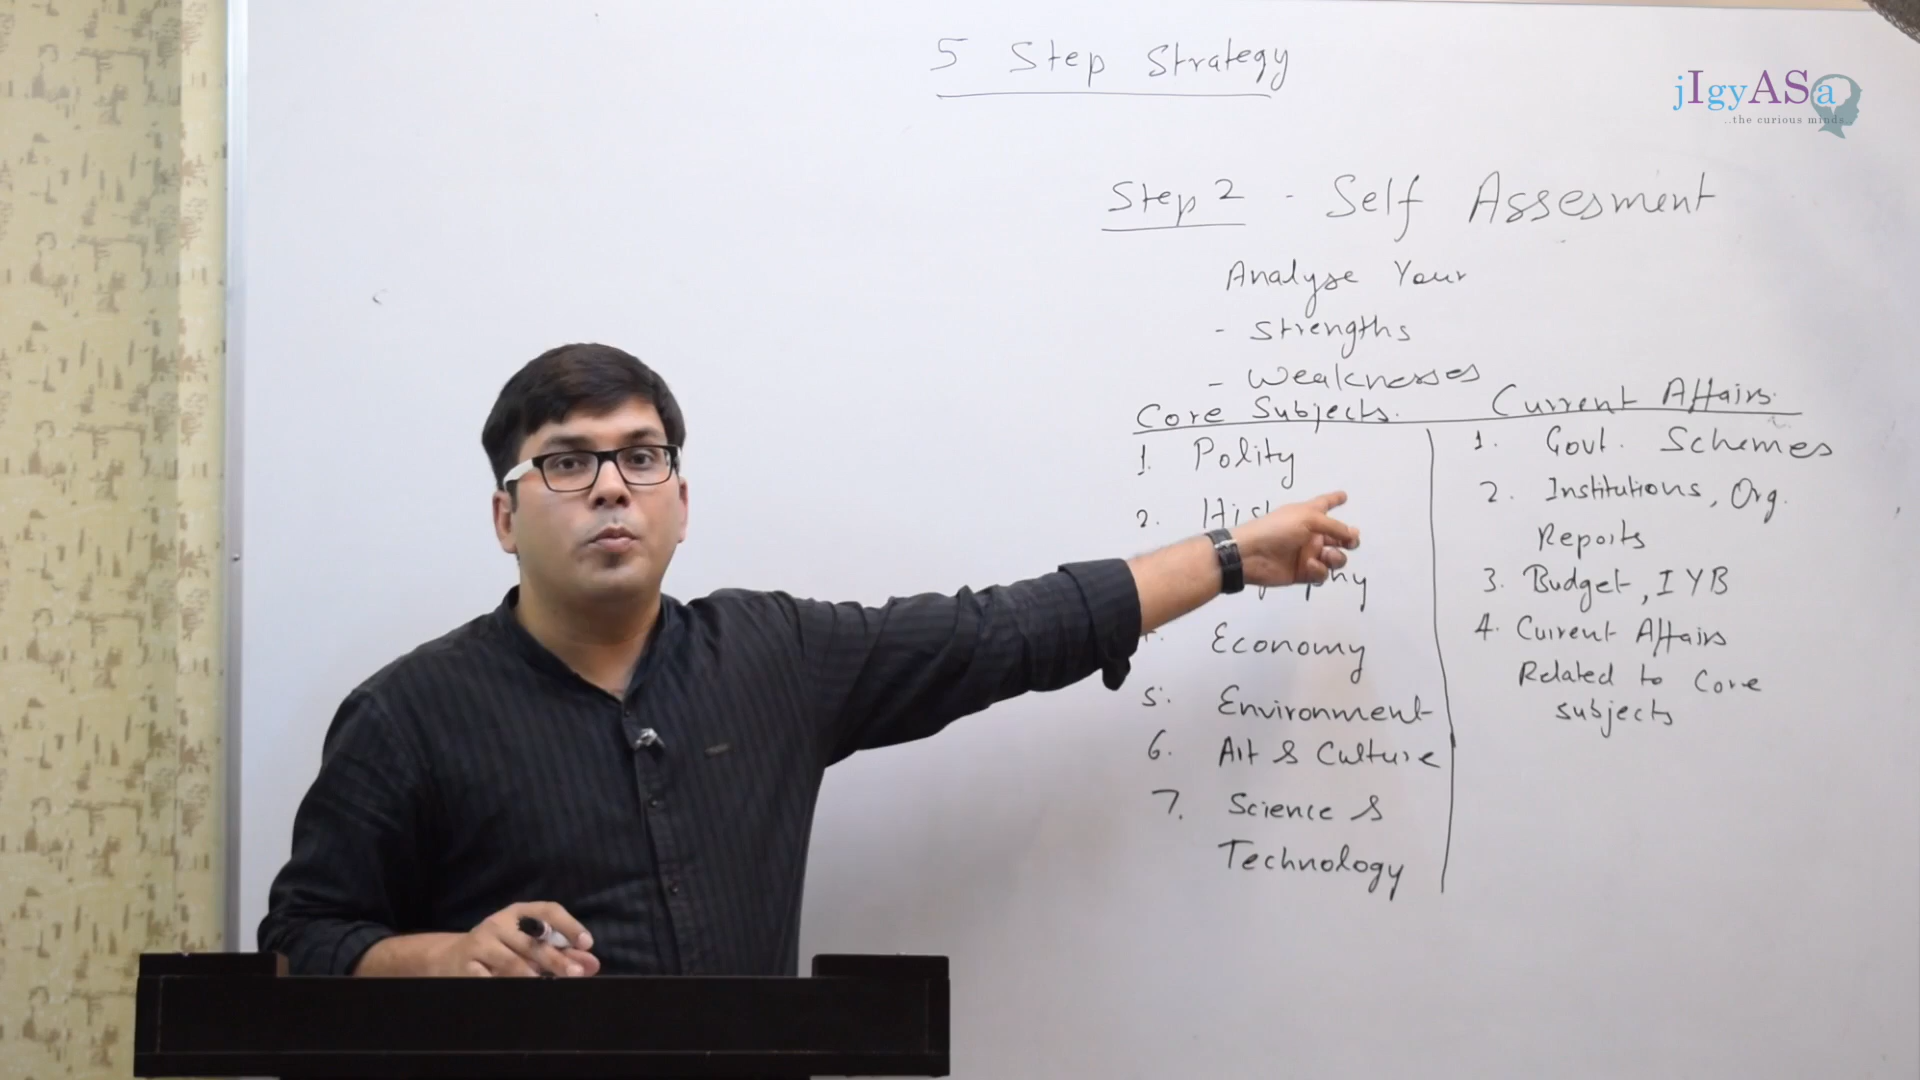 5 Step Strategy
jIgyASa
..the curious minds..
Step 2 - Self Assesment
Analyse Your
- Strengths
- Weaknesses
Core Subjects.
1. Polity
2.
4. Economy
5. Environment
6. Art & Culture
7. Science &
Technology
Current Affairs.
1. Govt. Schemes
2. Institutions, Org.
Reports
3. Budget, IYB
4. Current Affairs
Related to Core
subjects